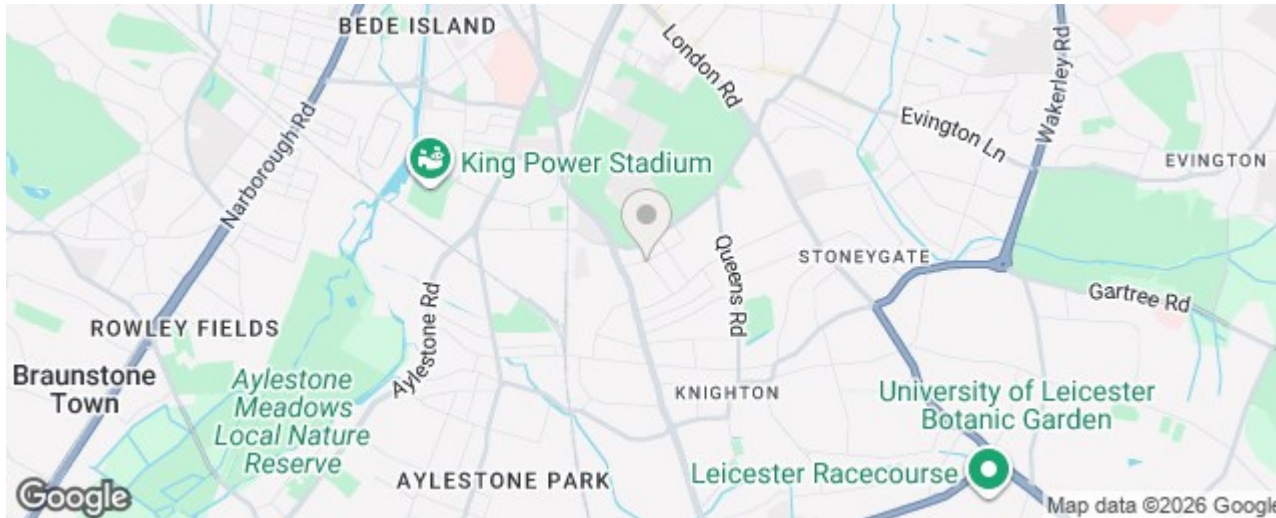 BEDE ISLAND
London Rd
Wakerley Rd
Narborough Rd
Evington Ln
EVINGTON
King Power Stadium
Queens Rd
STONEYGATE
Gartree Rd
Aylestone Rd
ROWLEY FIELDS
Braunstone
Town
Aylestone
Meadows
Local Nature
Reserve
KNIGHTON
University of Leicester
Botanic Garden
AYLESTONE PARK
Leicester Racecourse
Google
Map data ©2026 Google